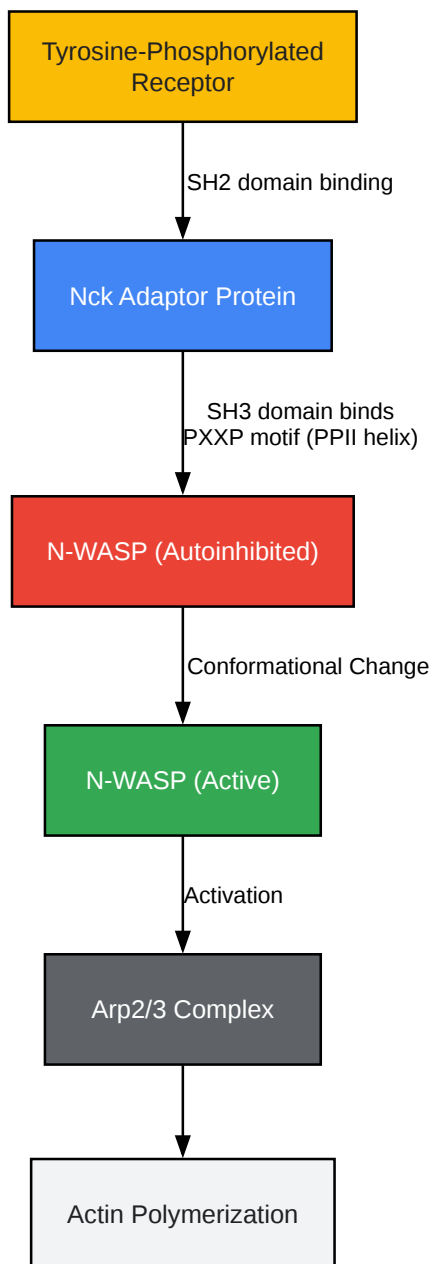 Tyrosine-Phosphorylated
Receptor
SH2 domain binding
Nck Adaptor Protein
SH3 domain binds
PXXP motif (PPII helix)
N-WASP (Autoinhibited)
Conformational Change
N-WASP (Active)
Activation
Arp2/3 Complex
Actin Polymerization